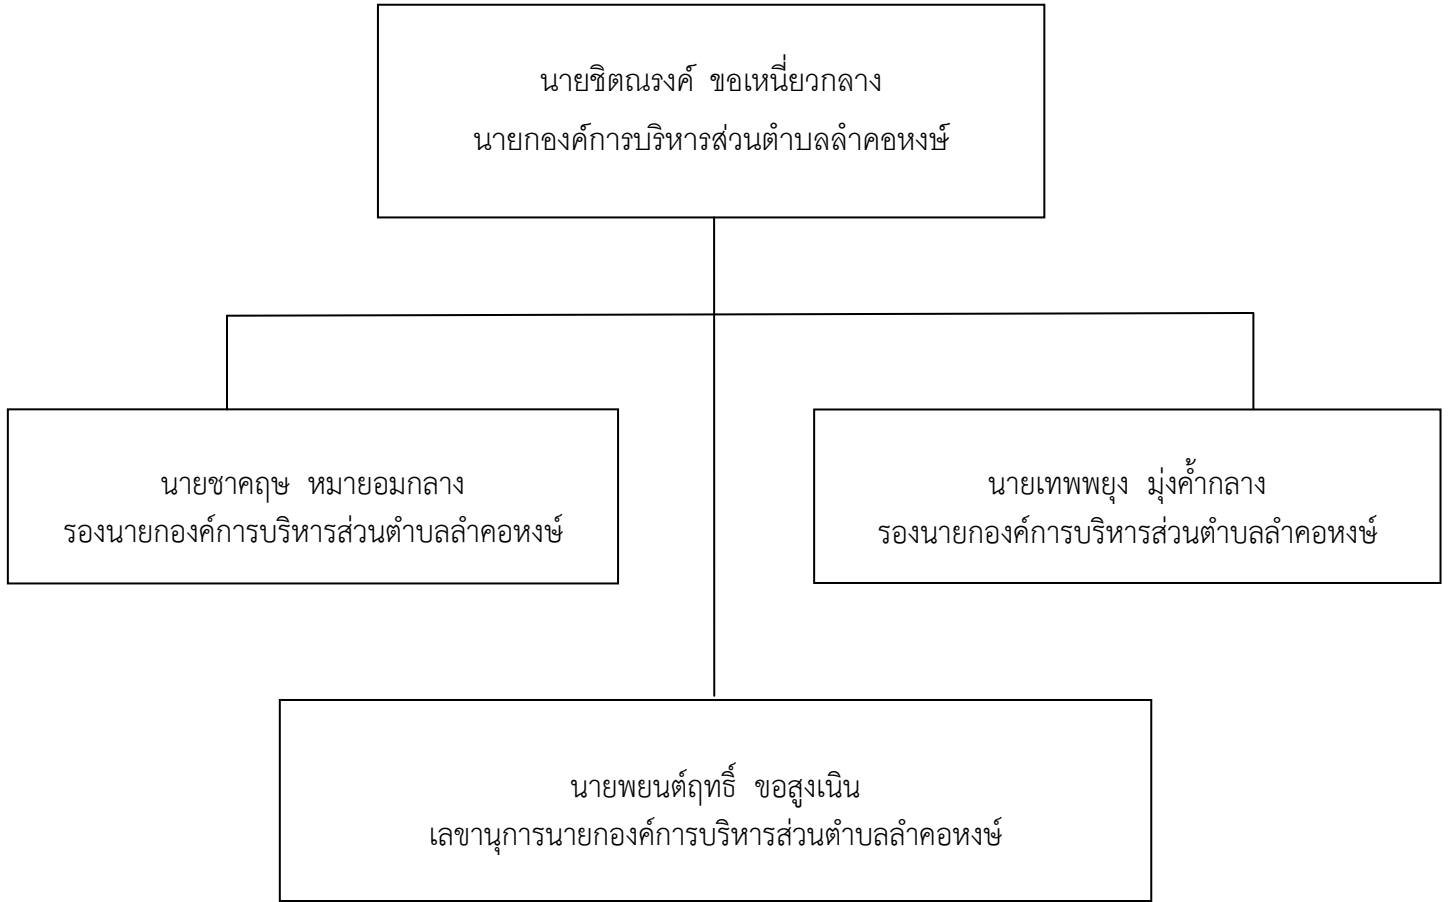 นายชิตณรงค์ ขอเหนี่ยวกลาง
นายกองค์การบริหารส่วนตำบลลำคอหงษ์
นายชาคฤษ หมายอมกลาง
รองนายกองค์การบริหารส่วนตำบลลำคอหงษ์
นายเทพพยุง มุ่งค้ำกลาง
รองนายกองค์การบริหารส่วนตำบลลำคอหงษ์
นายพยนต์ฤทธิ์ ขอสูงเนิน
เลขานุการนายกองค์การบริหารส่วนตำบลลำคอหงษ์